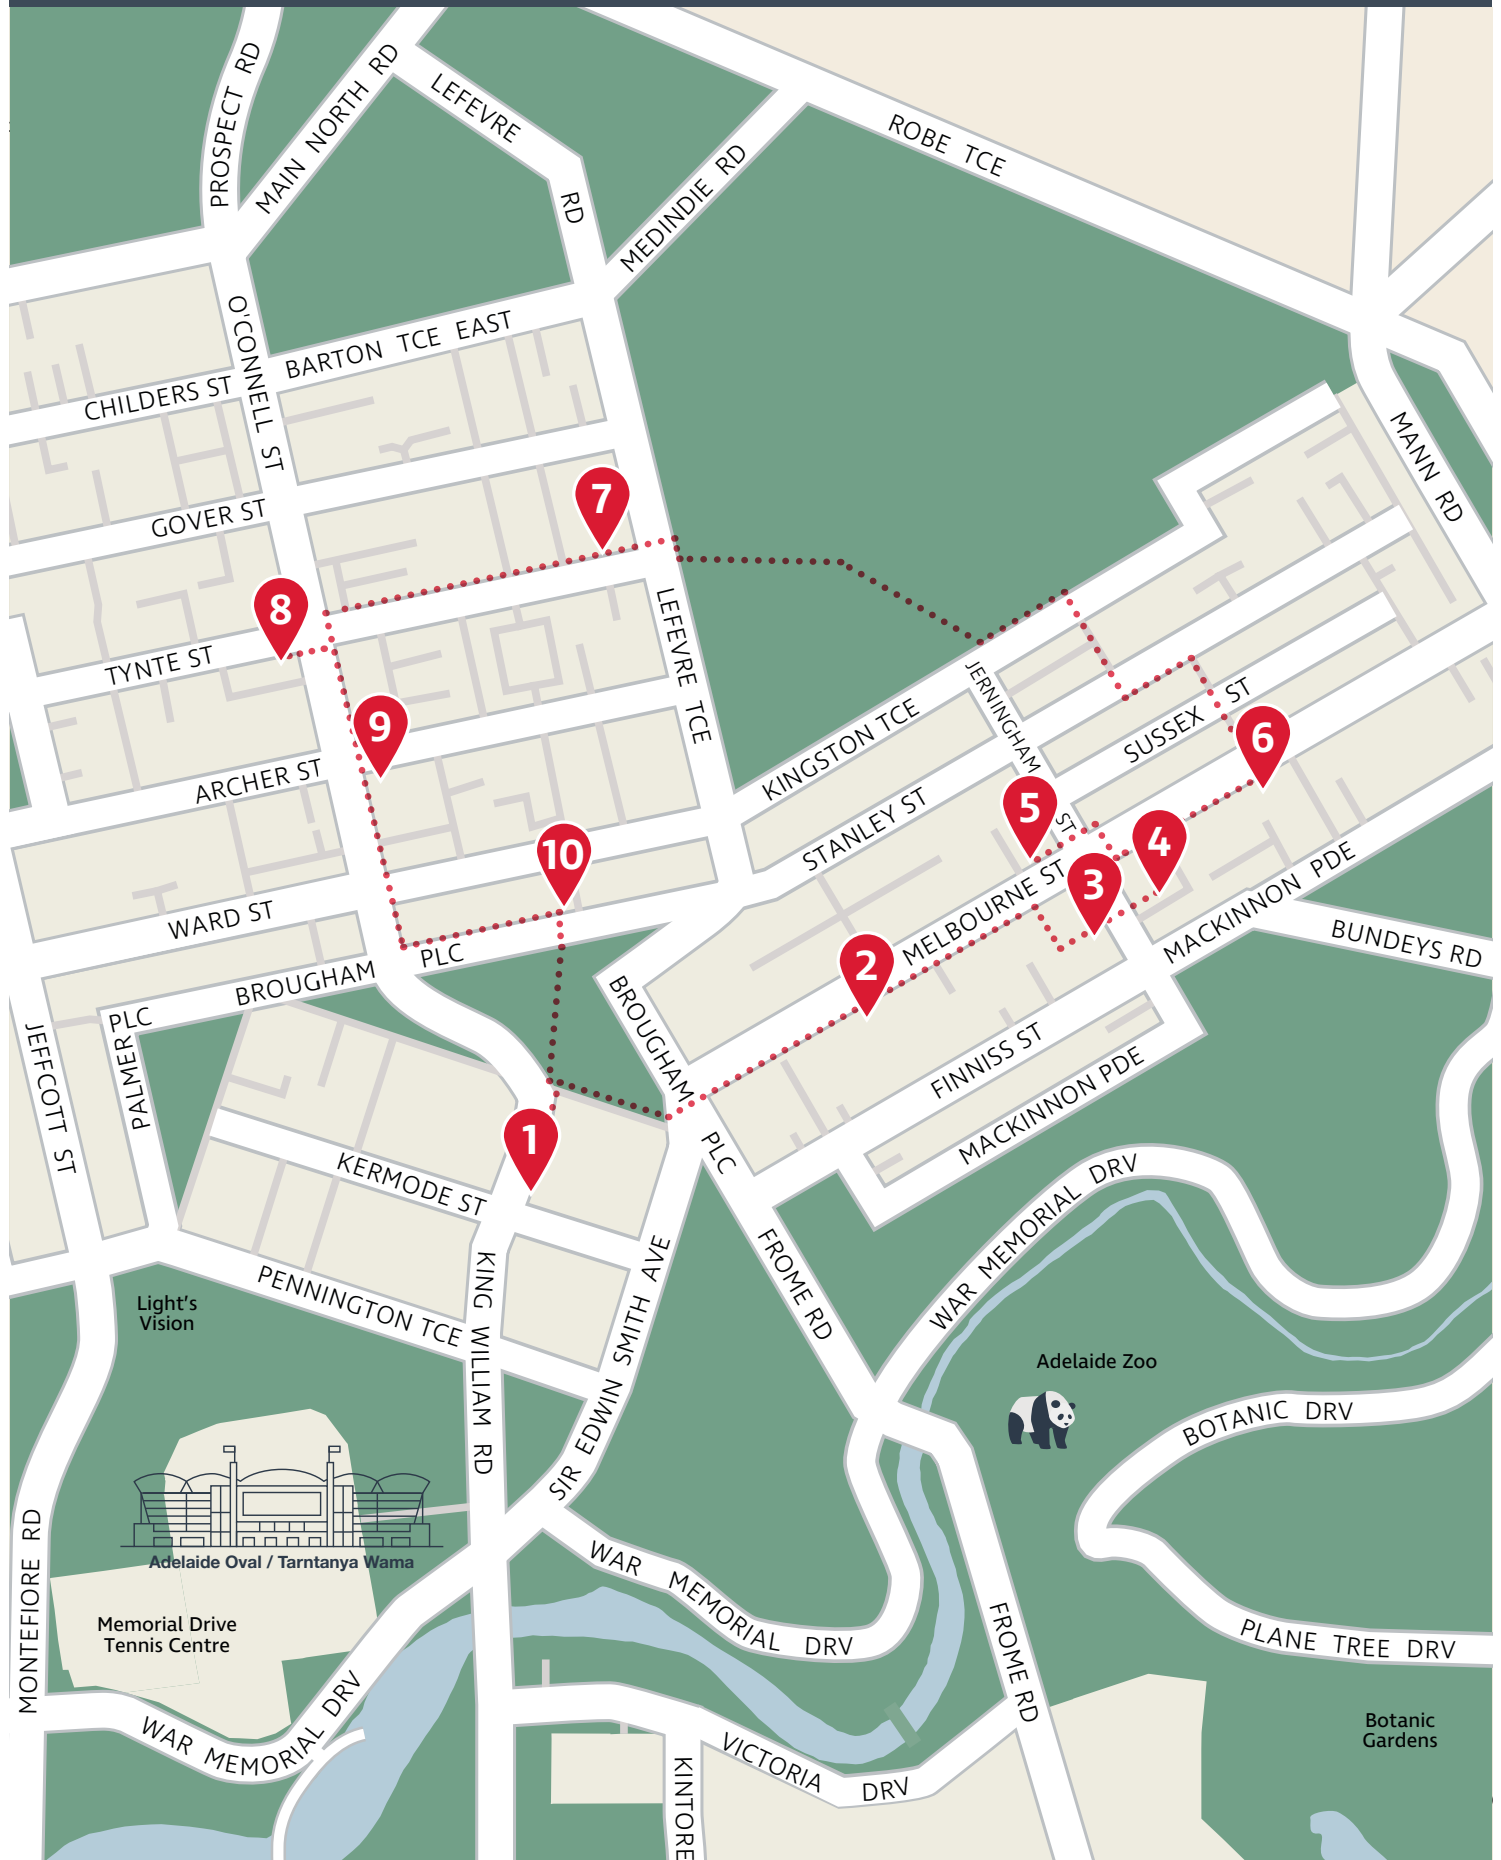 PROSPECT RD
MAIN NORTH RD
LEFEVRE
RD
MEDINDIE RD
ROBE TCE
O'CONNELL ST
BARTON TCE EAST
CHILDERS ST
MANN RD
GOVER ST
7
8
TYNTE ST
LEFEVRE TCE
JERNINGHAM
ST
SUSSEX ST
6
9
KINGSTON TCE
ARCHER ST
STANLEY ST
5
4
10
3
MELBOURNE ST
MACKINNON PDE
WARD ST
BUNDEYS RD
PLC
2
BROUGHAM
BROUGHAM
PLC
PLC
PALMER
JEFFCOTT ST
FINNISS ST
MACKINNON PDE
1
KERMODE ST
WAR MEMORIAL DRV
FROME RD
SIR EDWIN SMITH AVE
KING WILLIAM RD
PENNINGTON TCE
Light's
Vision
Adelaide Zoo
BOTANIC DRV
MONTEFIORE RD
Adelaide Oval / Tarntanya Wama
WAR MEMORIAL DRV
Memorial Drive
Tennis Centre
FROME RD
PLANE TREE DRV
WAR MEMORIAL DRV
Botanic
Gardens
VICTORIA DRV
KINTORE